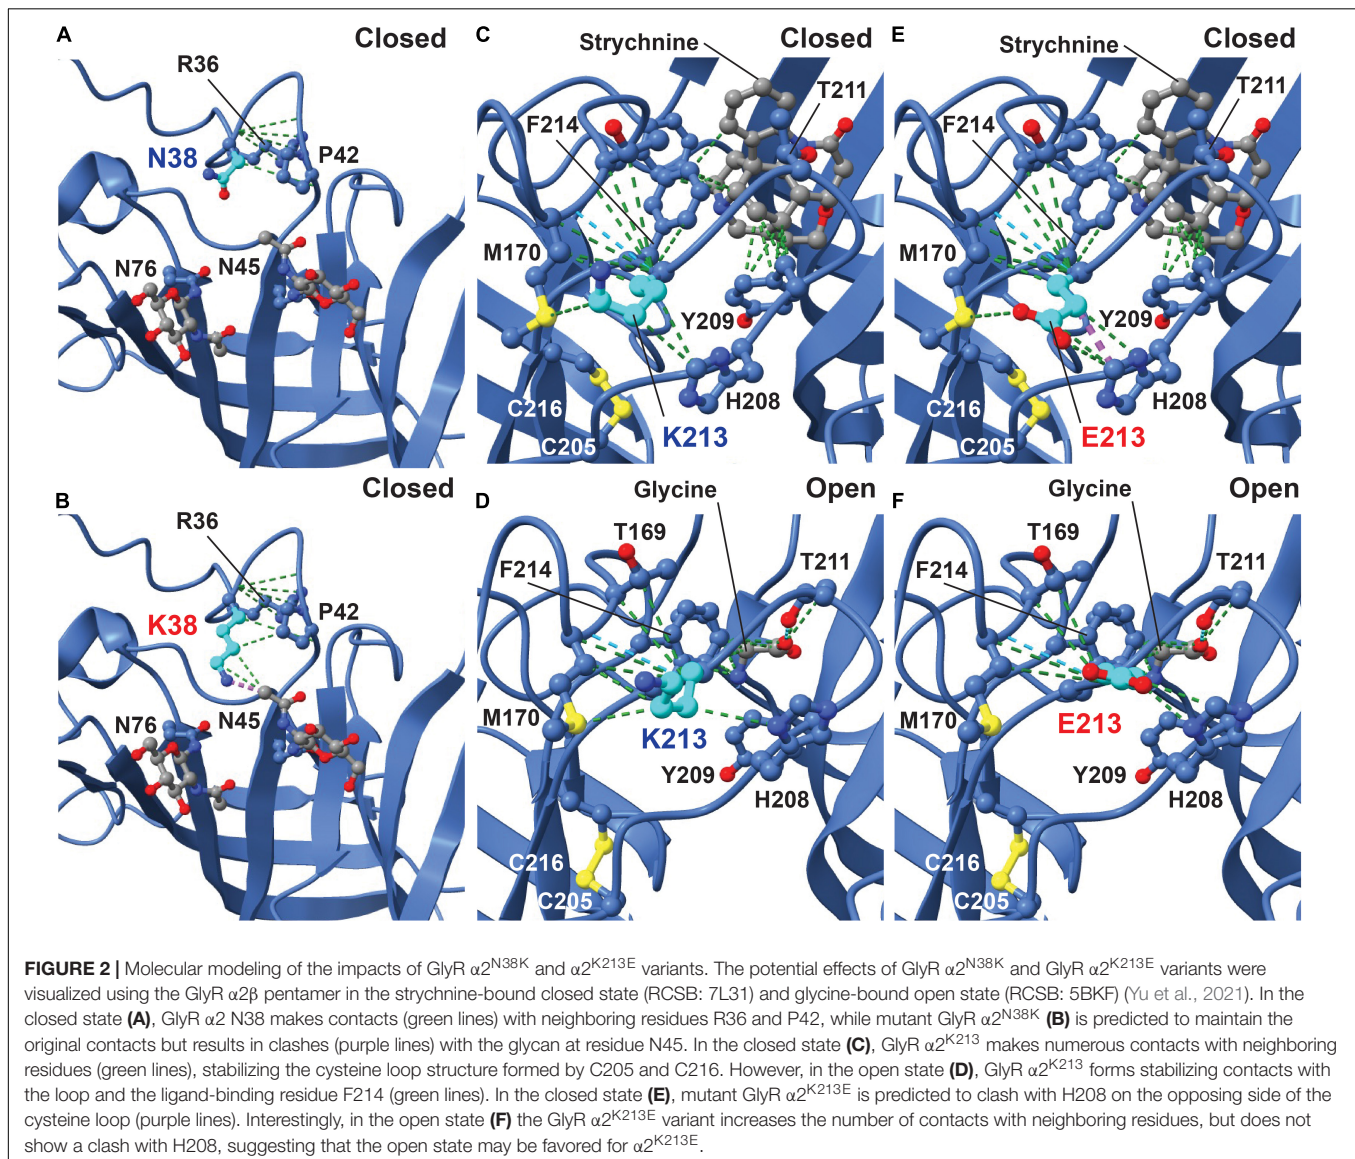 A
Closed
R36
N38
P42
N76
N45
C
Strychnine
Closed
T211
F214
M170
Y209
C216
H208
C205
K213
E
Strychnine
Closed
T211
F214
M170
Y209
C216
H208
C205
E213
B
Closed
R36
K38
P42
N76
N45
D
Glycine
Open
T169
F214
T211
M170
K213
Y209
H208
C216
C205
F
Glycine
Open
T169
F214
T211
M170
E213
Y209
H208
C216
C205
FIGURE 2 | Molecular modeling of the impacts of GlyR α2N38K and α2K213E variants. The potential effects of GlyR α2N38K and GlyR α2K213E variants were
visualized using the GlyR α2β pentamer in the strychnine-bound closed state (RCSB: 7L31) and glycine-bound open state (RCSB: 5BKF) (Yu et al., 2021). In the
closed state (A), GlyR α2 N38 makes contacts (green lines) with neighboring residues R36 and P42, while mutant GlyR α2N38K (B) is predicted to maintain the
original contacts but results in clashes (purple lines) with the glycan at residue N45. In the closed state (C), GlyR α2K213 makes numerous contacts with neighboring
residues (green lines), stabilizing the cysteine loop structure formed by C205 and C216. However, in the open state (D), GlyR α2K213 forms stabilizing contacts with
the loop and the ligand-binding residue F214 (green lines). In the closed state (E), mutant GlyR α2K213E is predicted to clash with H208 on the opposing side of the
cysteine loop (purple lines). Interestingly, in the open state (F) the GlyR α2K213E variant increases the number of contacts with neighboring residues, but does not
show a clash with H208, suggesting that the open state may be favored for α2K213E.